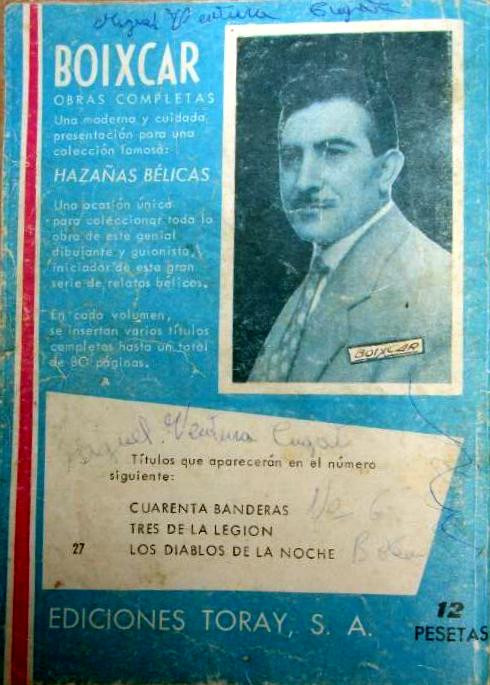 Miguel Ventura Cugat
BOIXCAR
OBRAS COMPLETAS
Una moderna y cuidada
presentación para una
colección famosa:
HAZAÑAS BÉLICAS
Una ocasión única
para coleccionar toda la
obra de este genial
dibujante y guionista,
iniciador de esta gran
serie de relatos bélicos.
En cada volumen,
se insertan varios títulos
completos hasta un total
de 80 páginas.
BOIXCAR
Miguel Ventura Cugat
Títulos que aparecerán en el número
siguiente:
CUARENTA BANDERAS
TRES DE LA LEGION
27 LOS DIABLOS DE LA NOCHE
EDICIONES TORAY, S. A.
12
PESETAS